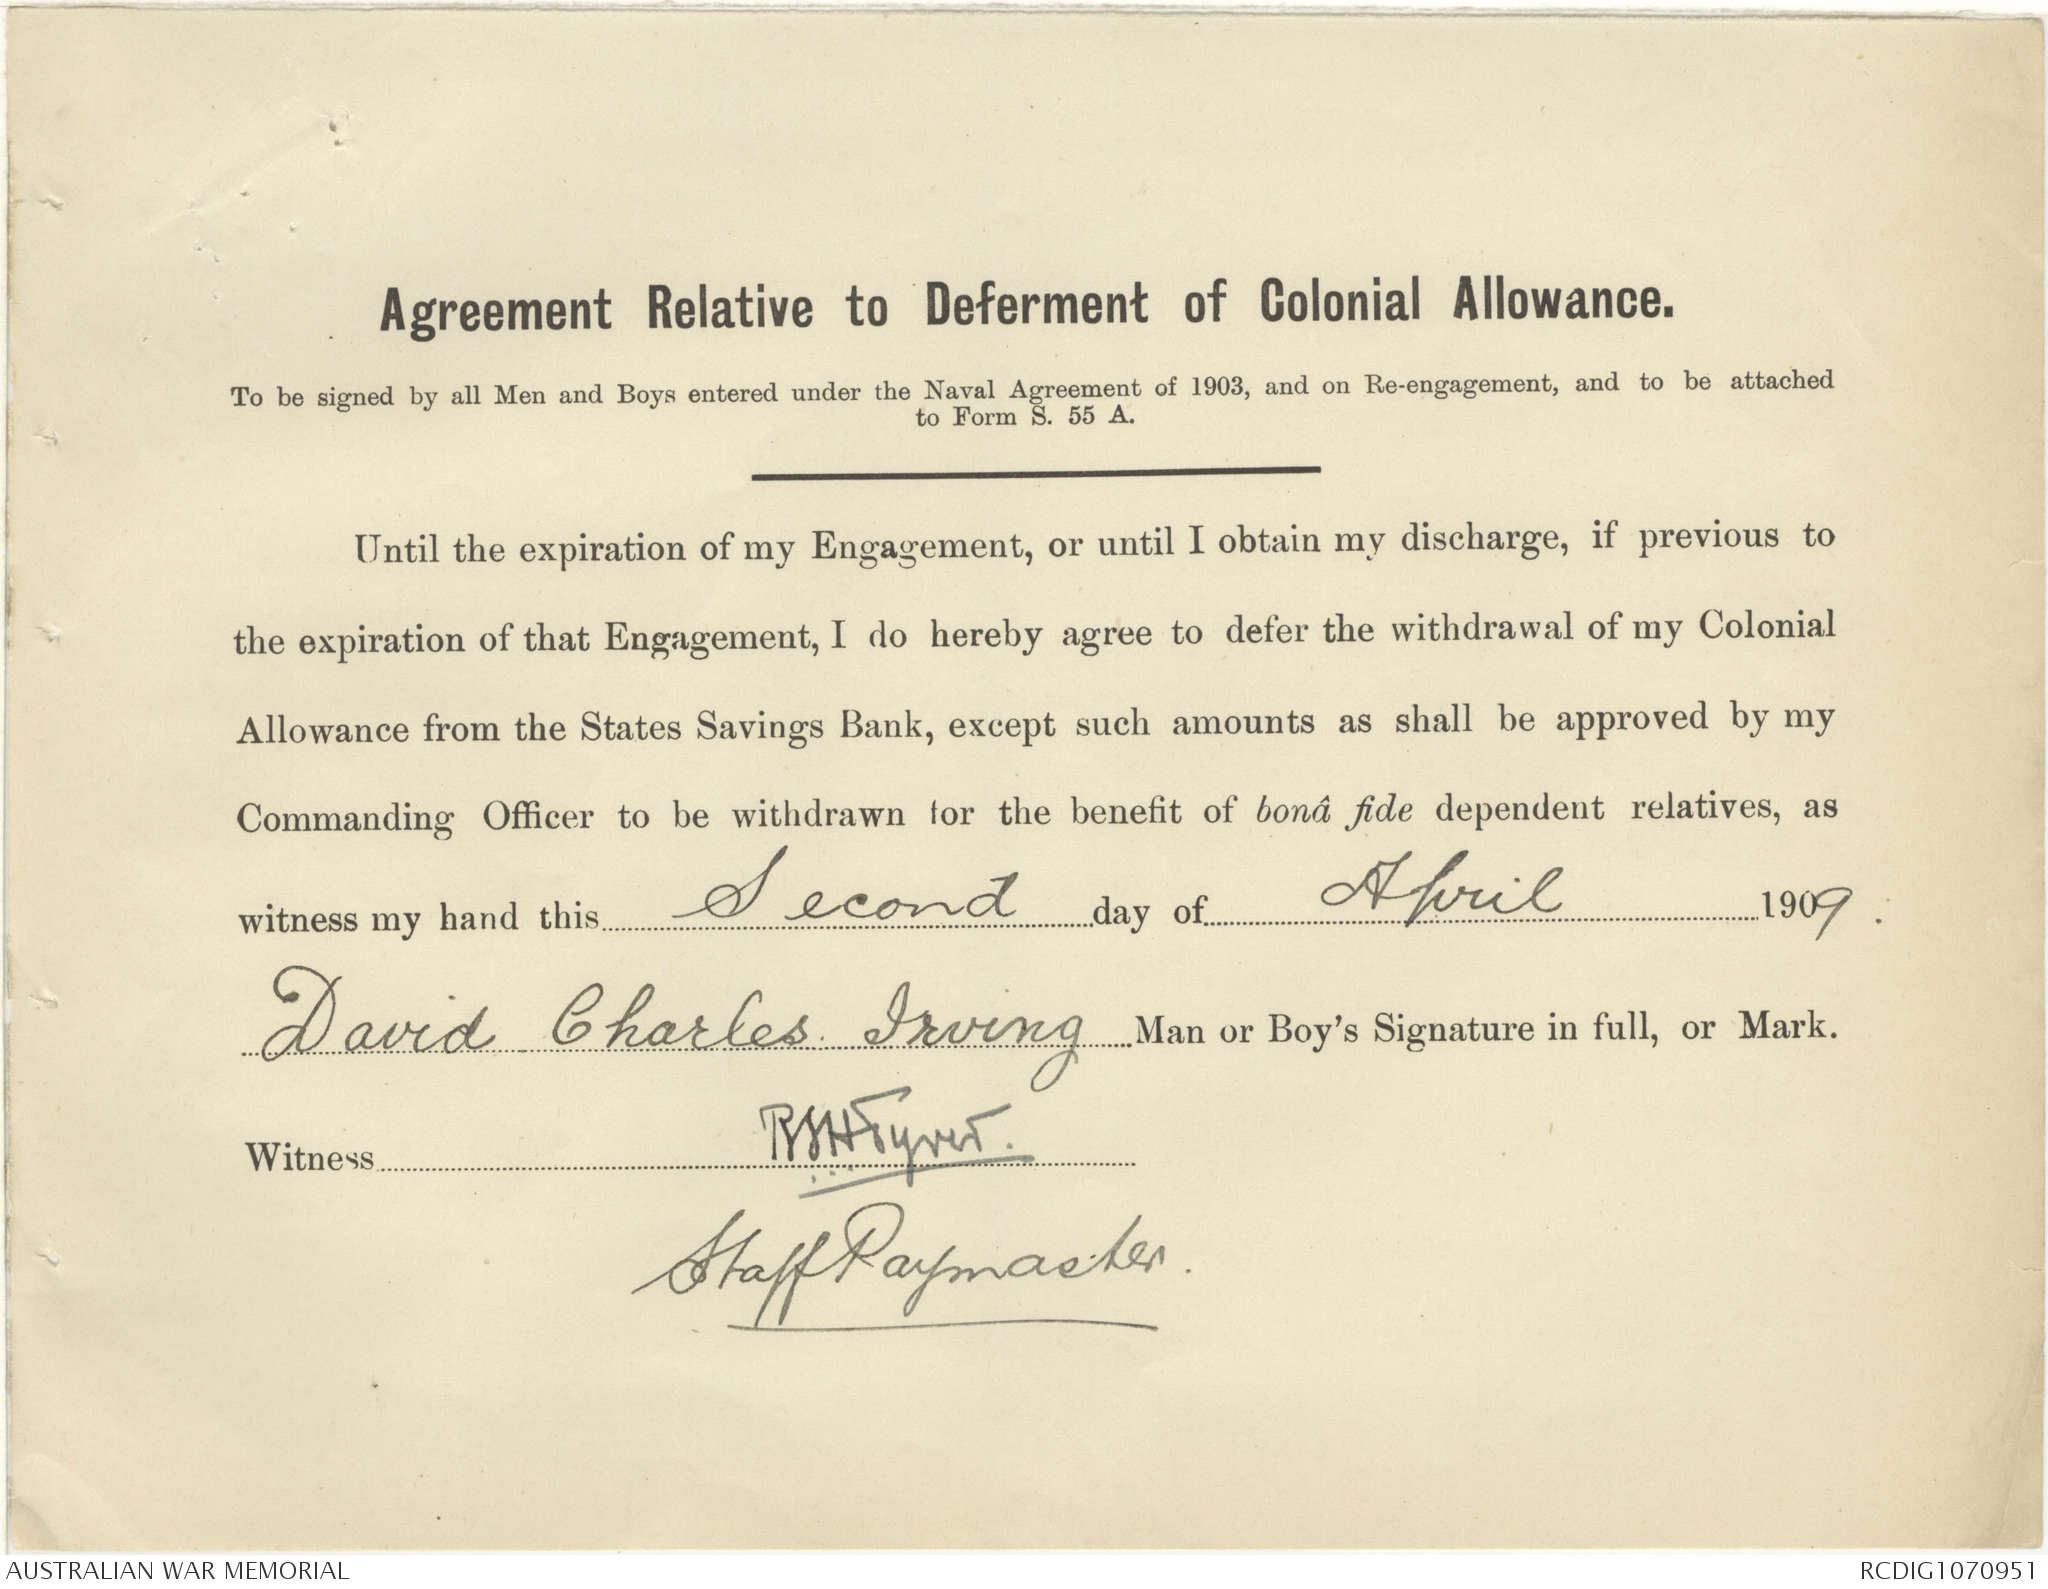 Agreement Relative to Deferment of Colonial Allowance.
To be signed by all Men and Boys entered under the Naval Agreement of 1903, and on Re-engagement, and to be attached
to Form S. 55 A.
Until the expiration of my Engagement, or until I obtain my discharge, if previous to
the expiration of that Engagement, I do hereby agree to defer the withdrawal of my Colonial
Allowance from the States Savings Bank, except such amounts as shall be approved by my
Commanding Officer to be withdrawn for the benefit of bonâ fide dependent relatives, as
witness my hand this Second day of April 1909.
David Charles Irving Man or Boy's Signature in full, or Mark.
Witness
Staff Paymaster.
AUSTRALIAN WAR MEMORIAL
RCDIG1070951